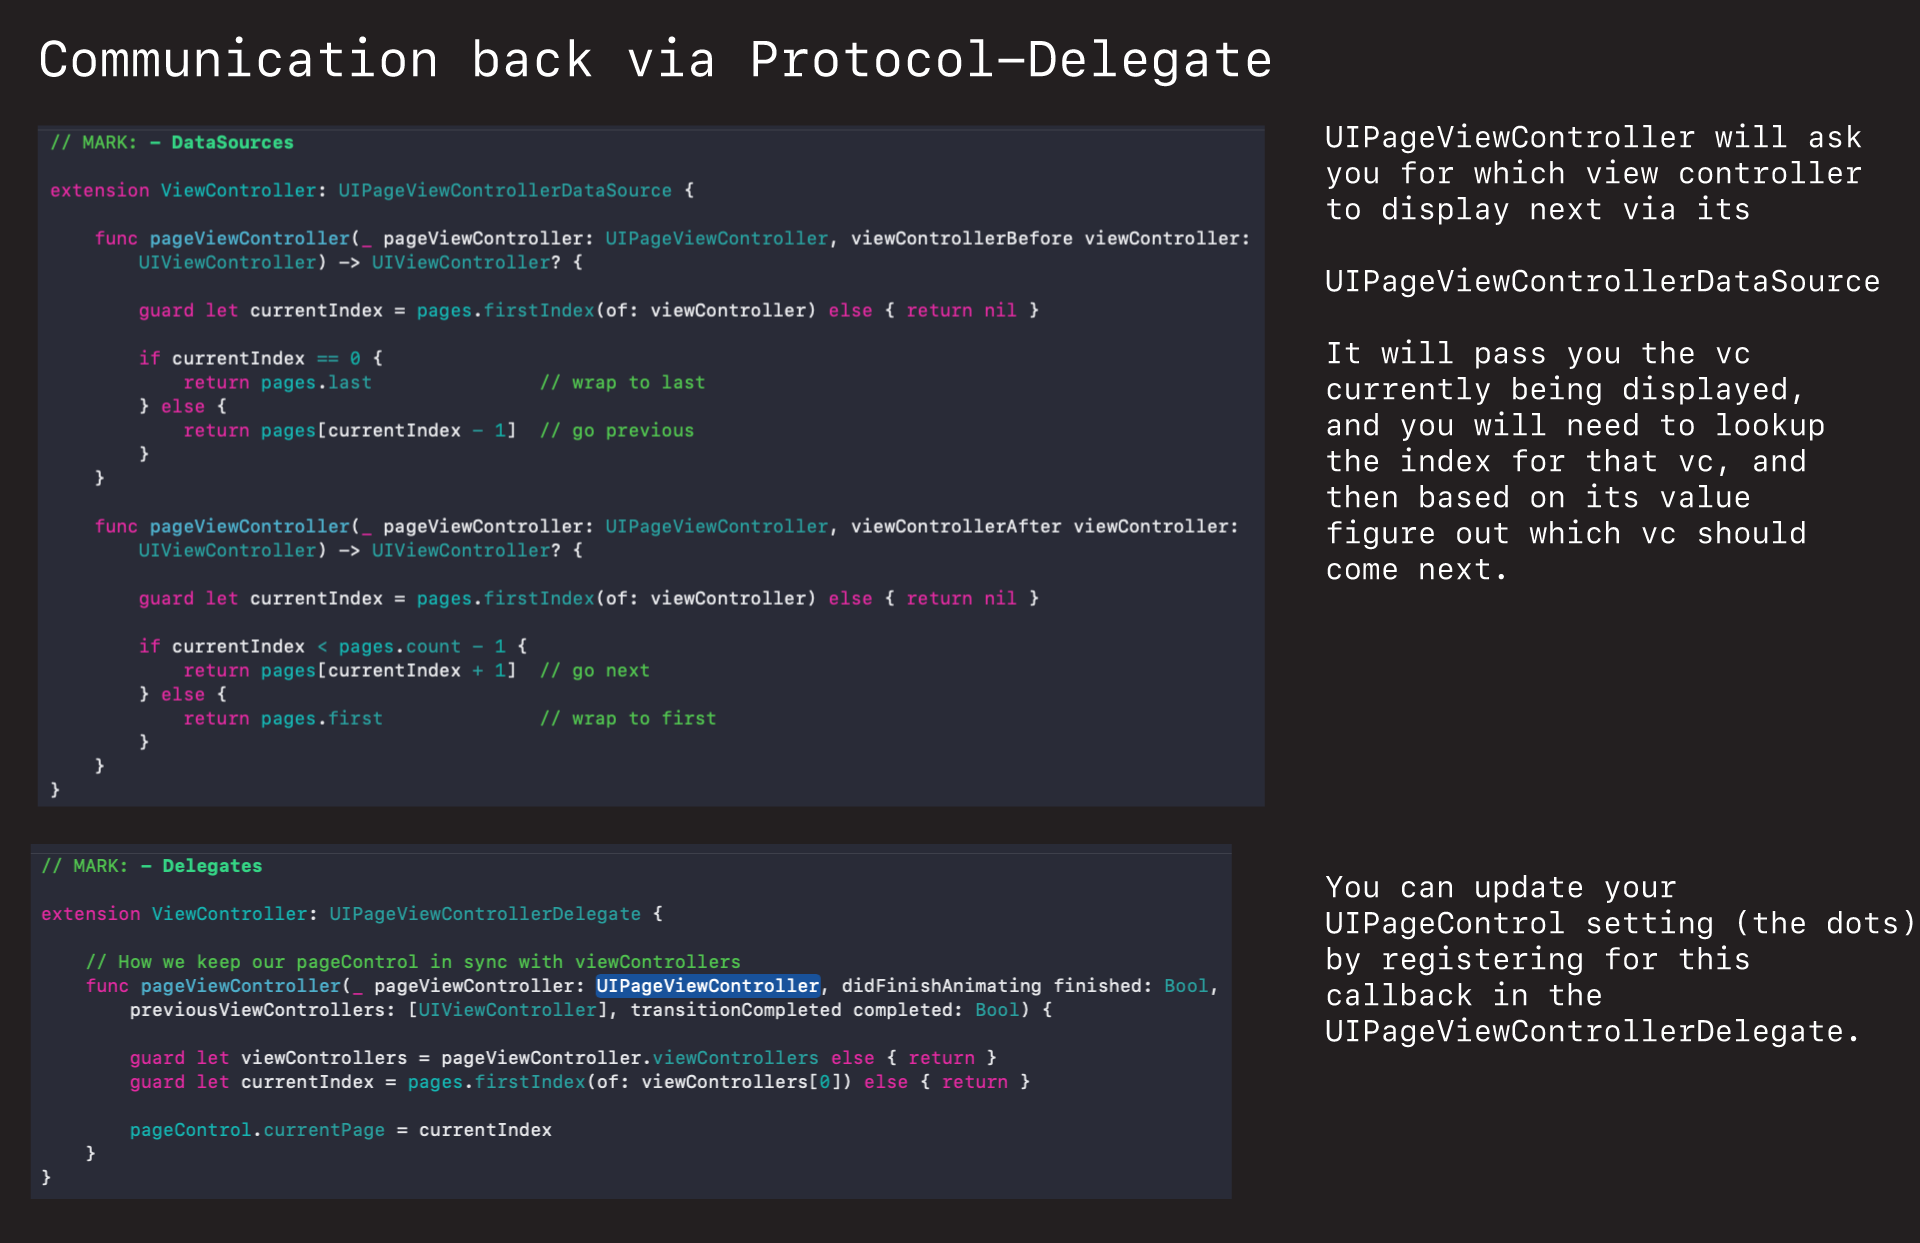 Communication back via Protocol-Delegate
// MARK: - DataSources
extension ViewController: UIPageViewControllerDataSource {
func pageViewController(_ pageViewController: UIPageViewController, viewControllerBefore viewController:
UIViewController) -> UIViewController? {
guard let currentIndex = pages.firstIndex(of: viewController) else { return nil }
if currentIndex == 0 {
return pages.last // wrap to last
} else {
return pages[currentIndex - 1] // go previous
}
}
func pageViewController(_ pageViewController: UIPageViewController, viewControllerAfter viewController:
UIViewController) -> UIViewController? {
guard let currentIndex = pages.firstIndex(of: viewController) else { return nil }
if currentIndex < pages.count - 1 {
return pages[currentIndex + 1] // go next
} else {
return pages.first // wrap to first
}
}
}
UIPageViewController will ask
you for which view controller
to display next via its
UIPageViewControllerDataSource
It will pass you the vc
currently being displayed,
and you will need to lookup
the index for that vc, and
then based on its value
figure out which vc should
come next.
// MARK: - Delegates
extension ViewController: UIPageViewControllerDelegate {
// How we keep our pageControl in sync with viewControllers
func pageViewController(_ pageViewController: UIPageViewController, didFinishAnimating finished: Bool,
previousViewControllers: [UIViewController], transitionCompleted completed: Bool) {
guard let viewControllers = pageViewController.viewControllers else { return }
guard let currentIndex = pages.firstIndex(of: viewControllers[0]) else { return }
pageControl.currentPage = currentIndex
}
}
You can update your
UIPageControl setting (the dots)
by registering for this
callback in the
UIPageViewControllerDelegate.